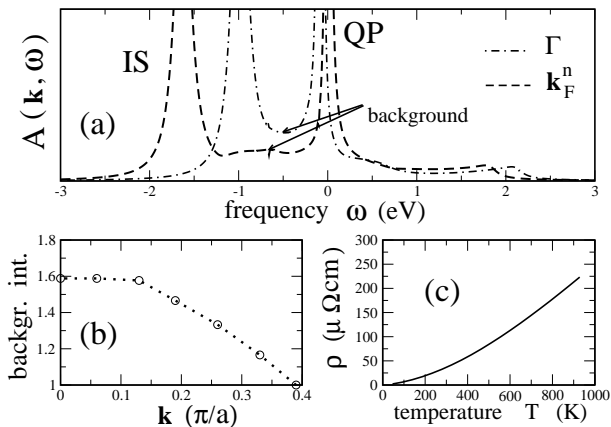 A ( k, ω)
IS
QP
Γ
k_F^n
(a)
background
-3 -2 -1 0 1 2 3
frequency ω (eV)
backgr. int.
1.8
1.6
1.4
1.2
1
(b)
0 0.1 0.2 0.3 0.4
k (π/a)
ρ (μ Ωcm)
300
250
200
150
100
50
0
(c)
0 200 400 600 800 1000
temperature T (K)